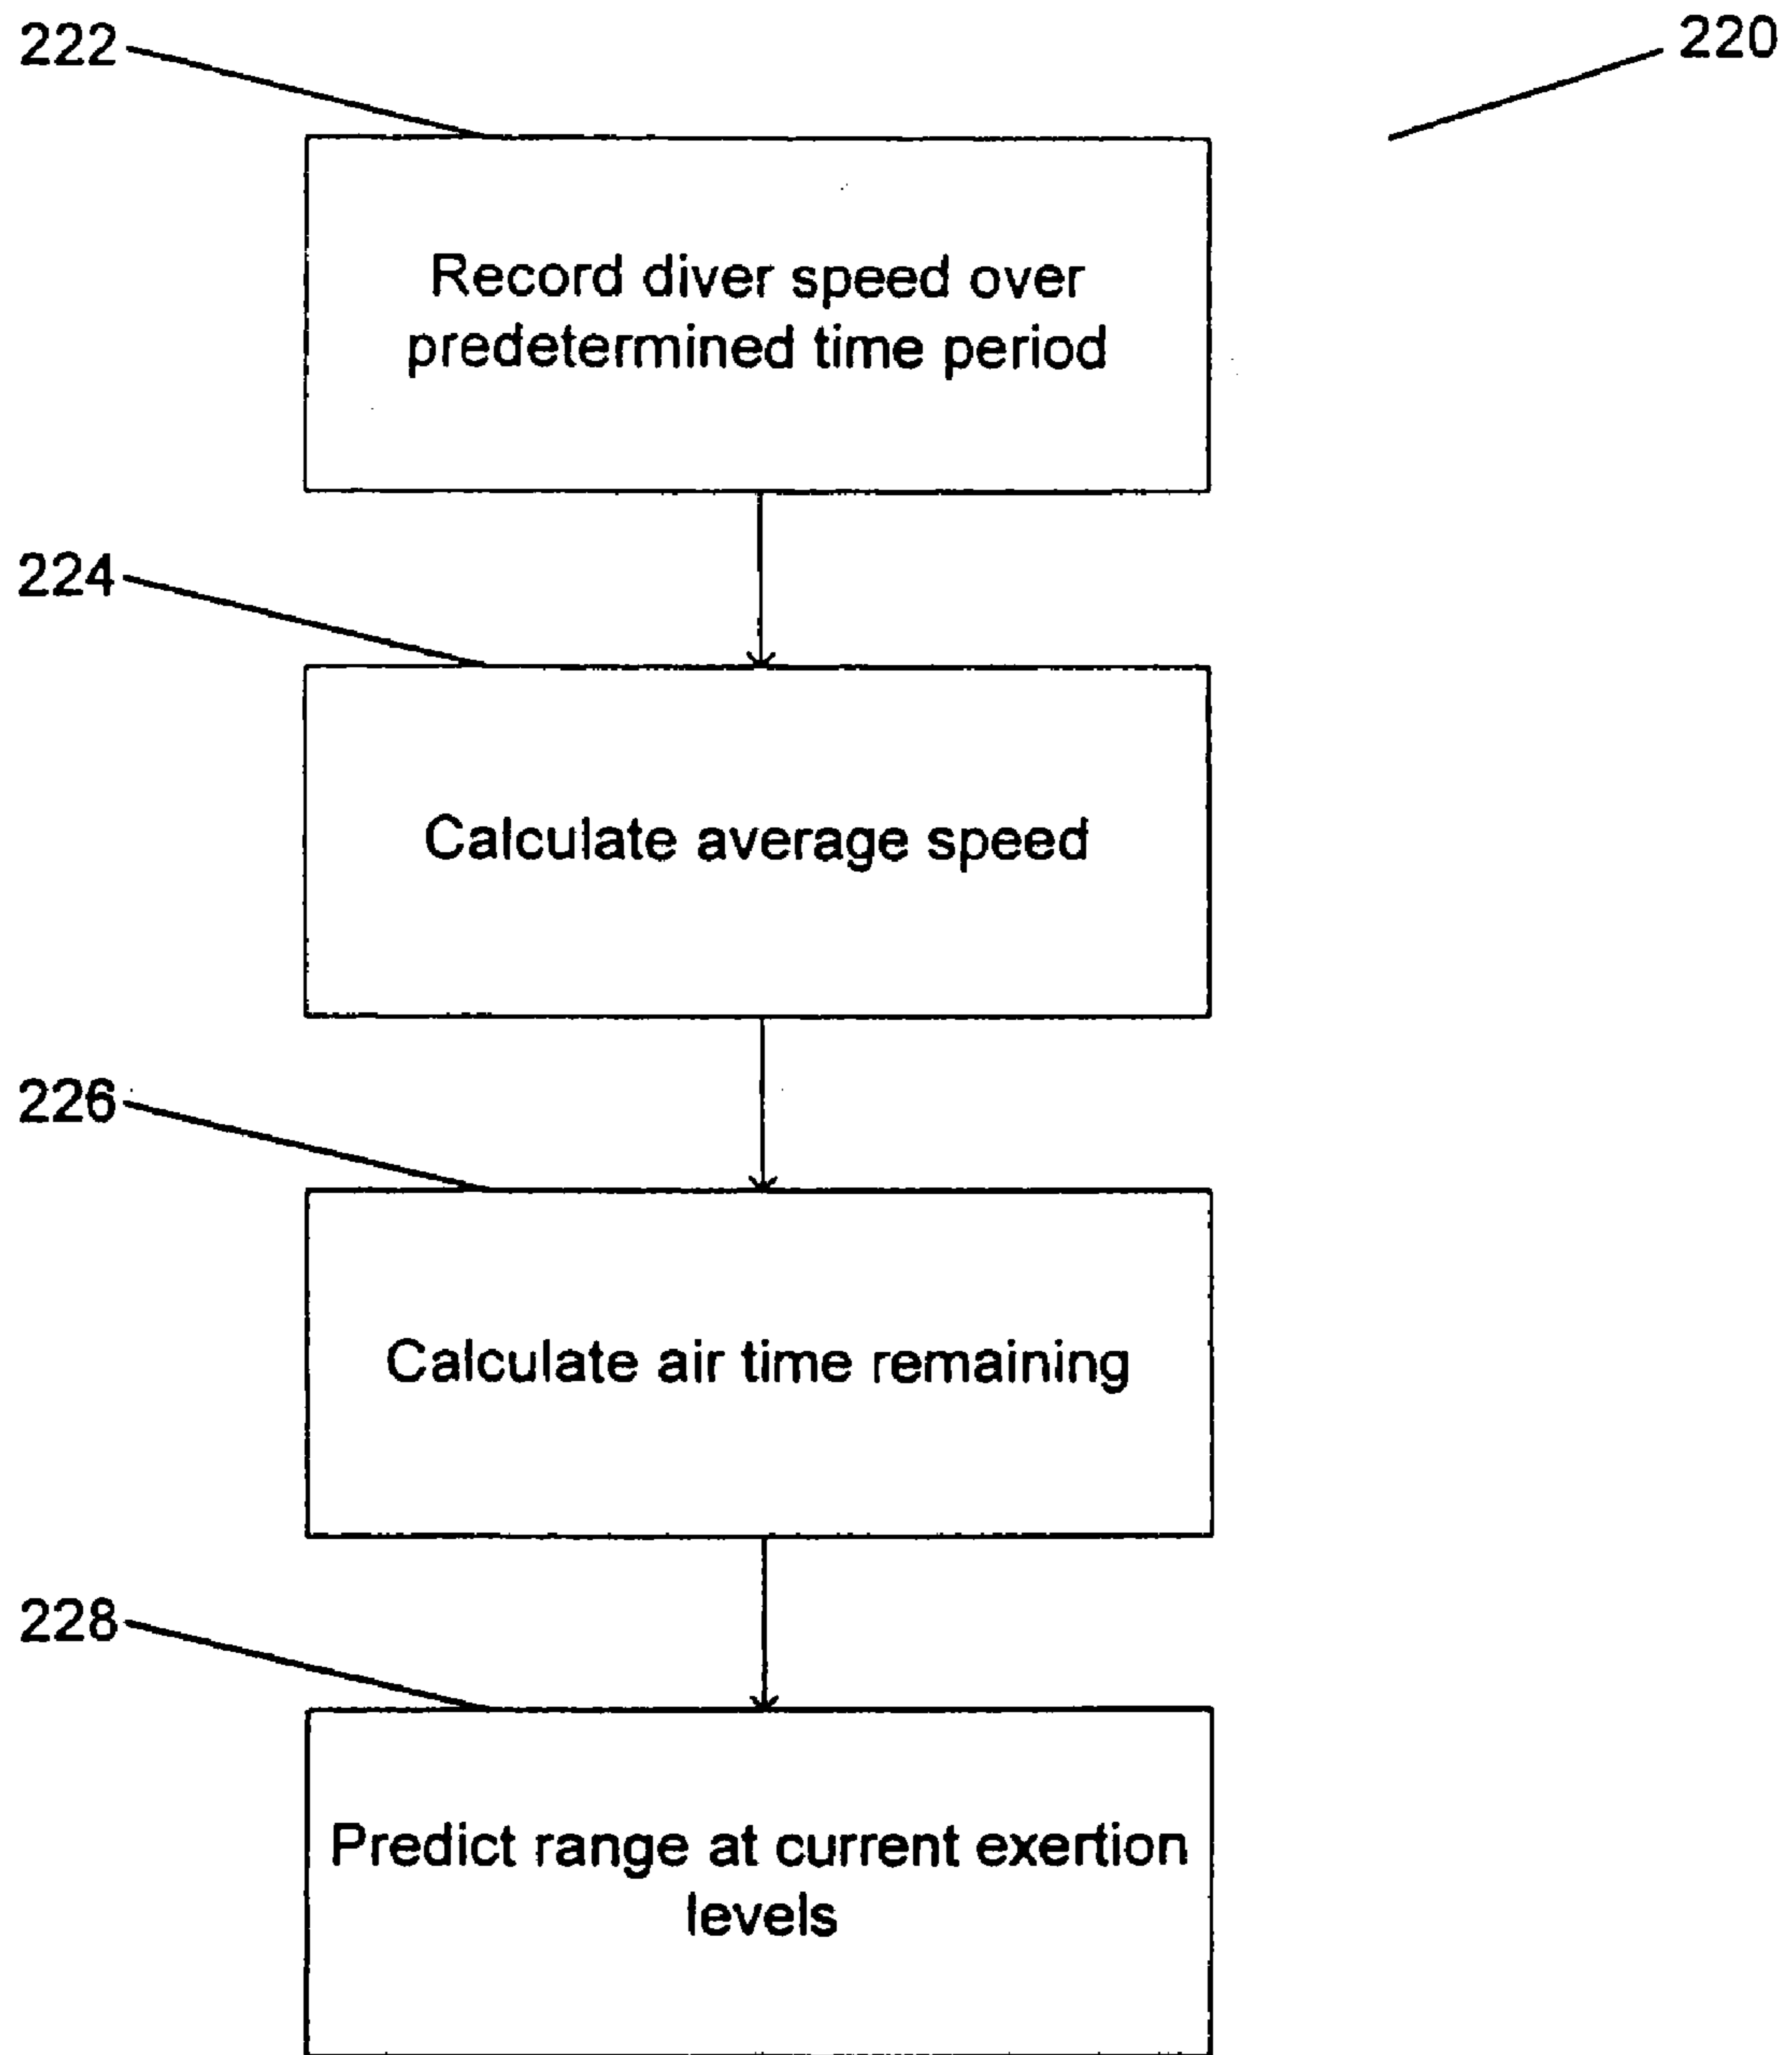 222
220
Record diver speed over
predetermined time period
224
Calculate average speed
226
Calculate air time remaining
228
Predict range at current exertion
levels